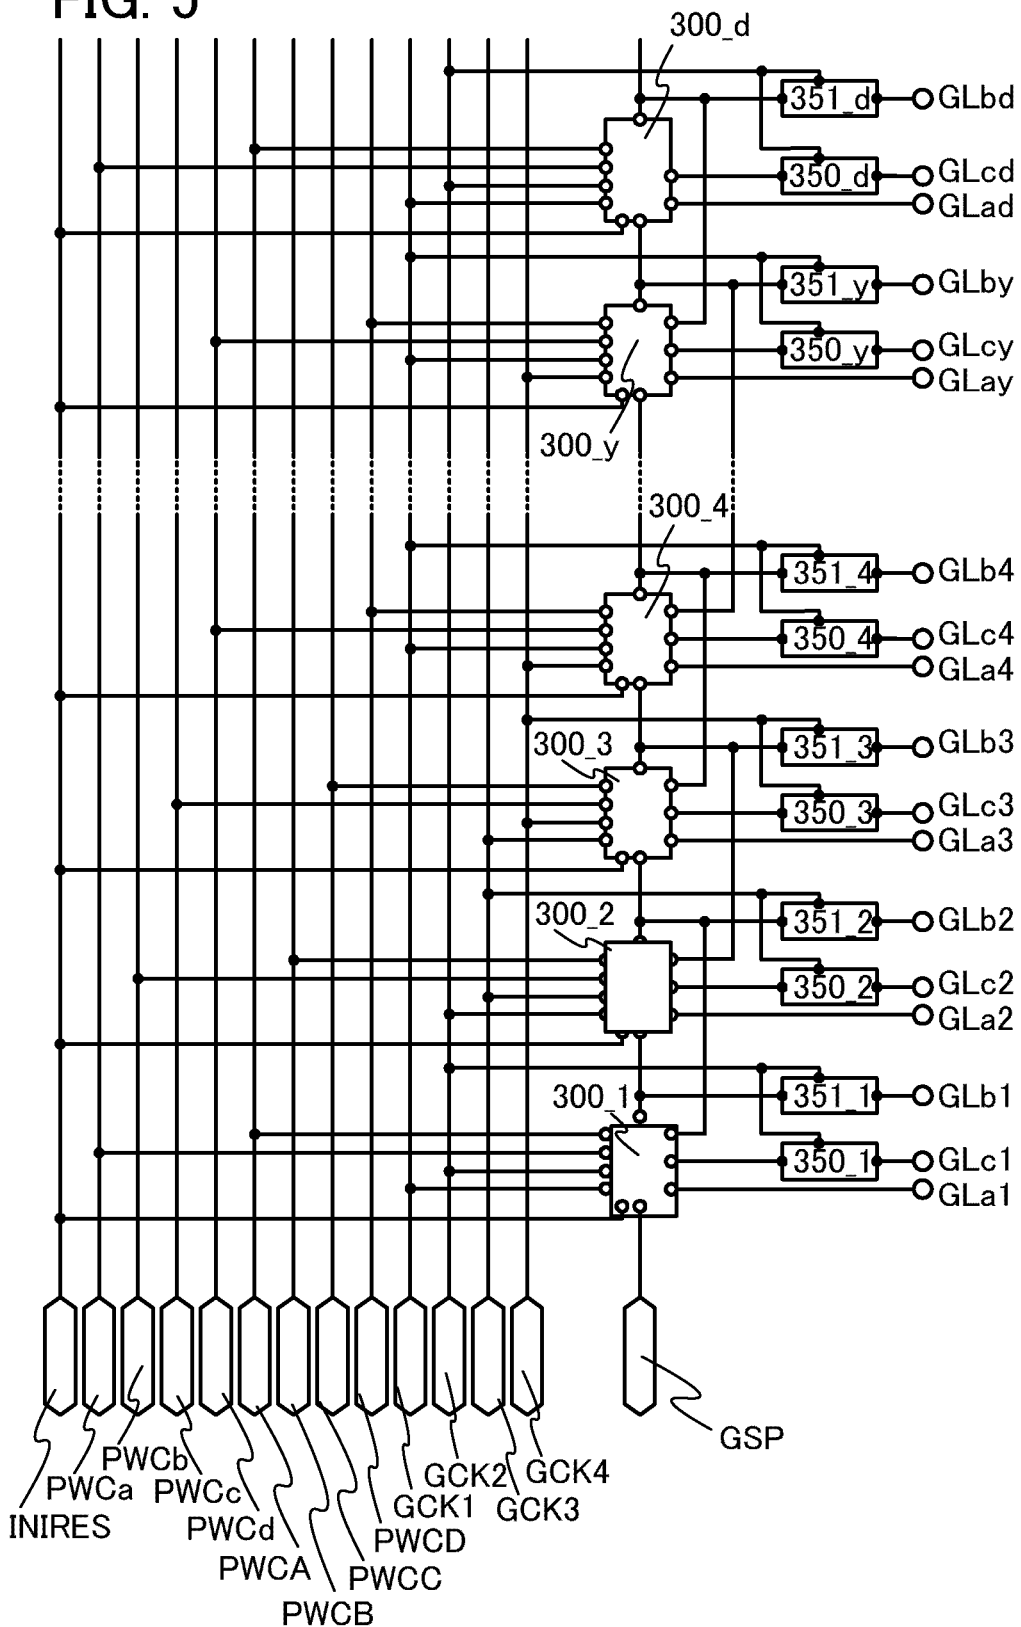 FIG. 5
300_d
351_d
GLbd
350_d
GLcd
GLad
351_y
GLby
350_y
GLcy
GLay
300_y
300_4
351_4
GLb4
350_4
GLc4
GLa4
300_3
351_3
GLb3
350_3
GLc3
GLa3
300_2
351_2
GLb2
350_2
GLc2
GLa2
300_1
351_1
GLb1
350_1
GLc1
GLa1
GSP
PWCb
GCK2
GCK4
PWCa
PWCc
GCK1
GCK3
INIRES
PWCd
PWCD
PWCA
PWCC
PWCB